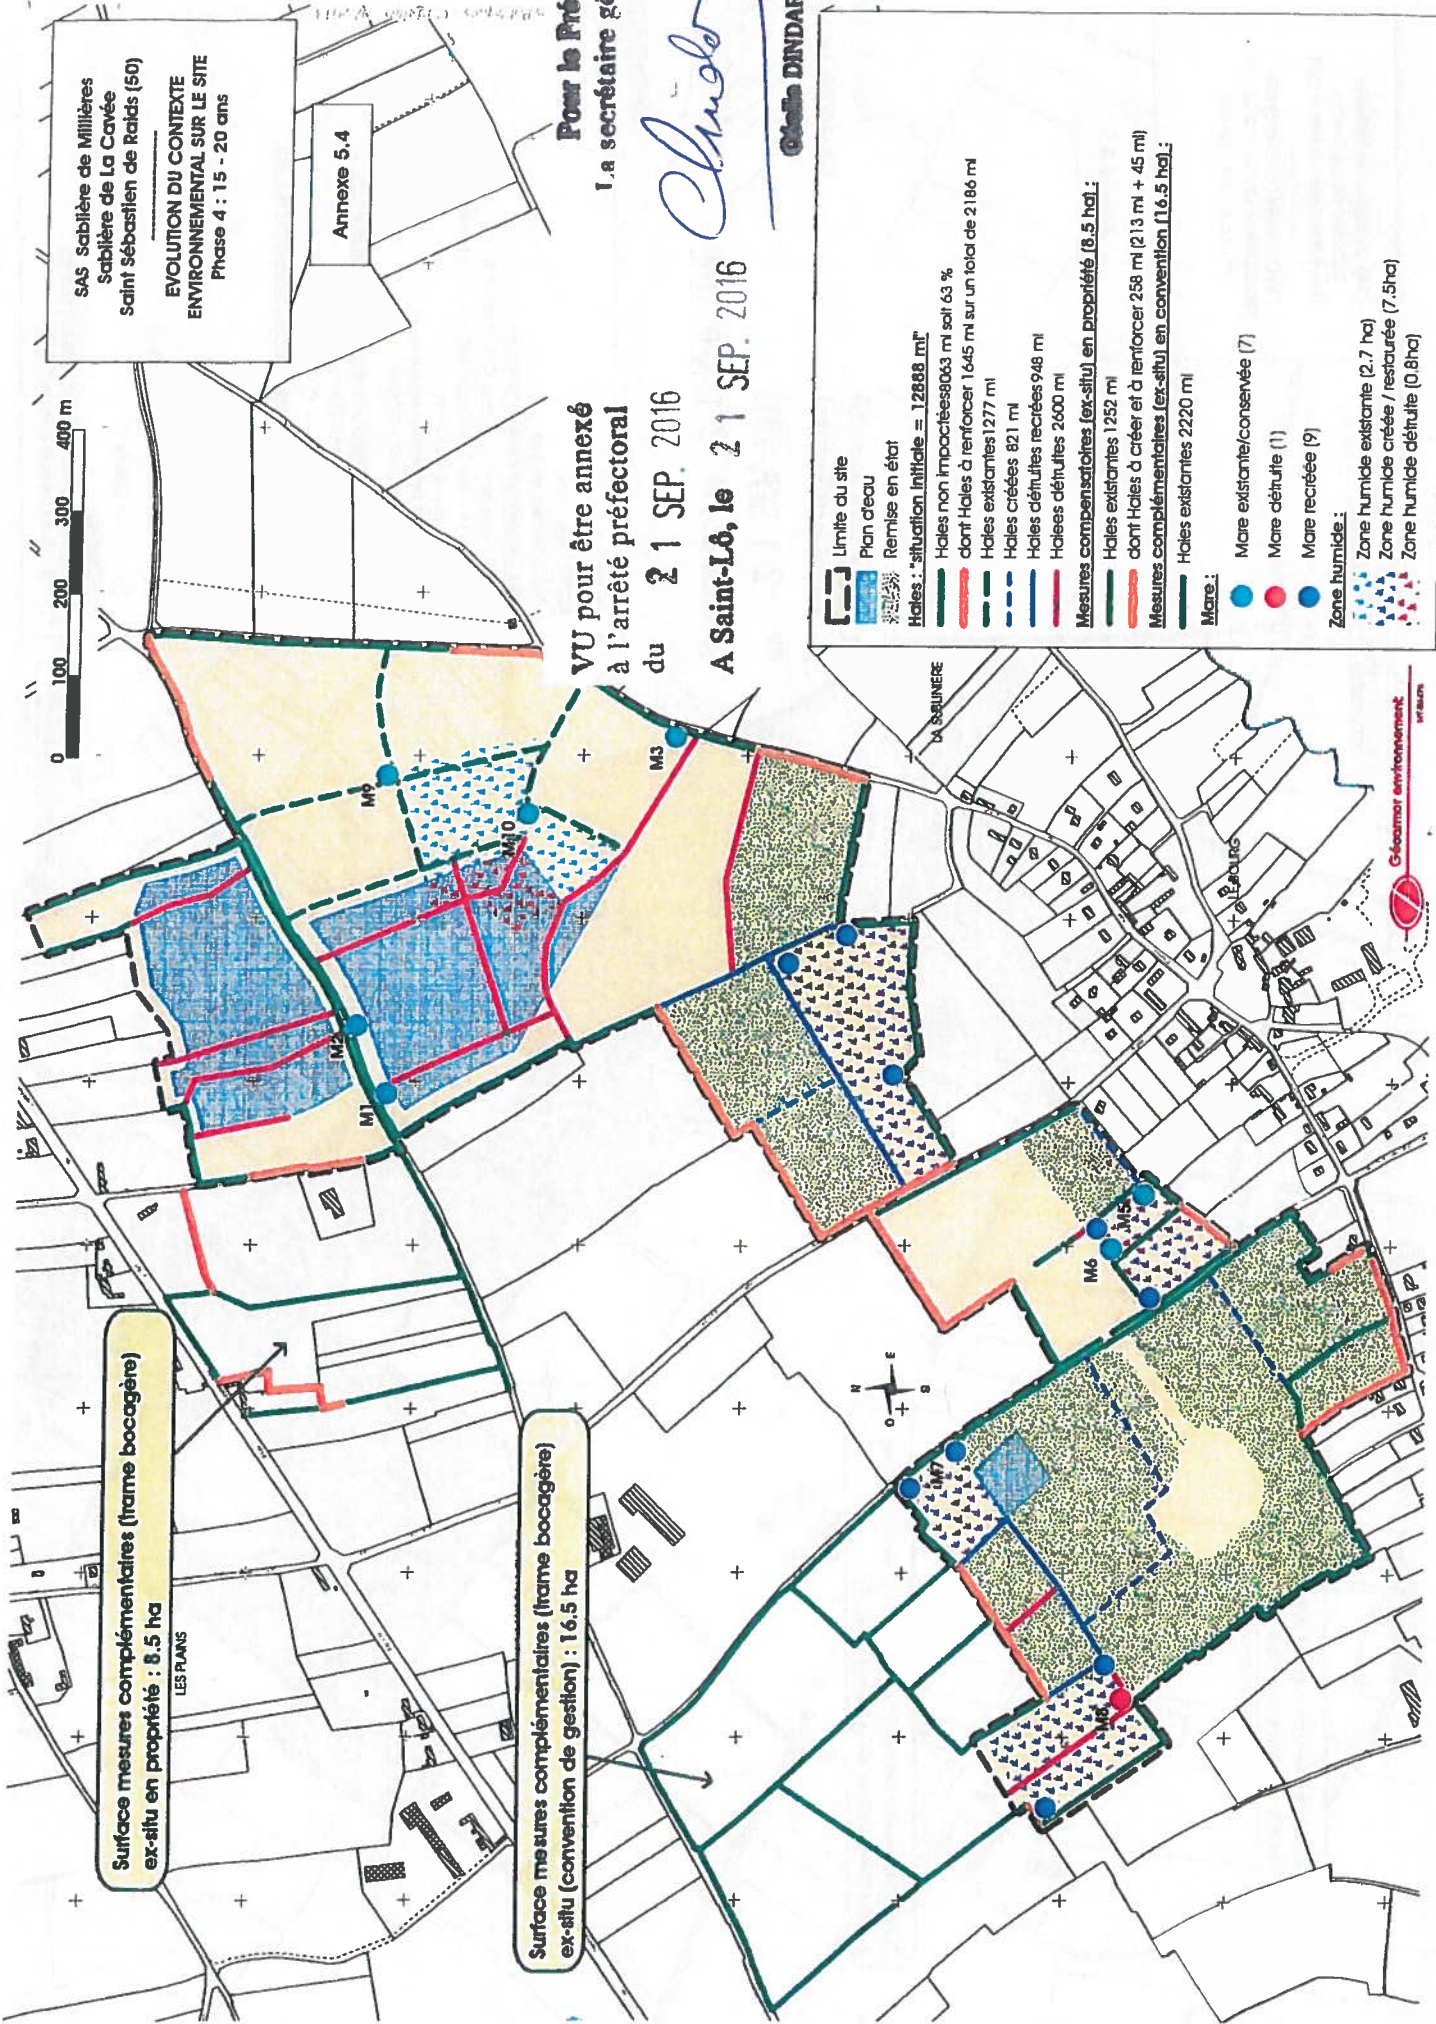 SAS Sablière de Millières
Sablière de La Cavée
Saint Sébastien de Raids (50)
EVOLUTION DU CONTEXTE
ENVIRONNEMENTAL SUR LE SITE
Phase 4 : 15 - 20 ans
Annexe 5.4
0 100 200 300 400 m
Pour le Pré
La secrétaire gé
VU pour être annexé
à l'arrêté préfectoral
du 21 SEP. 2016
A Saint-Lô, le 21 SEP. 2016
Limite du site
Plan d'eau
Remise en état
Haies : "situation initiale = 12888 ml"
Haies non impactées8063 ml soit 63 %
dont Haies à renforcer 1645 ml sur un total de 2186 ml
Haies existantes1277 ml
Haies créées 821 ml
Haies détruites recréées 948 ml
Haiees détruites 2600 ml
Mesures compensatoires (ex-situ) en propriété (8.5 ha) :
Haies existantes 1252 ml
dont Haies à créer et à renforcer 258 ml (213 ml + 45 ml)
Mesures complémentaires (ex-situ) en convention (16.5 ha) :
Haies existantes 2220 ml
Mare :
Mare existante/conservée (7)
Mare détruite (1)
Mare recréée (9)
Zone humide :
Zone humide existante (2.7 ha)
Zone humide créée / restaurée (7.5ha)
Zone humide détruite (0.8ha)
Géoarmor environnement
Surface mesures complémentaires (trame bocagère)
ex-situ en propriété : 8.5 ha
LES PLAINS
Surface mesures complémentaires (trame bocagère)
ex-situ (convention de gestion) : 16.5 ha
M1
M2
M3
M5
M6
M7
M8
M9
M10
N
O
E
S
LE BOURG